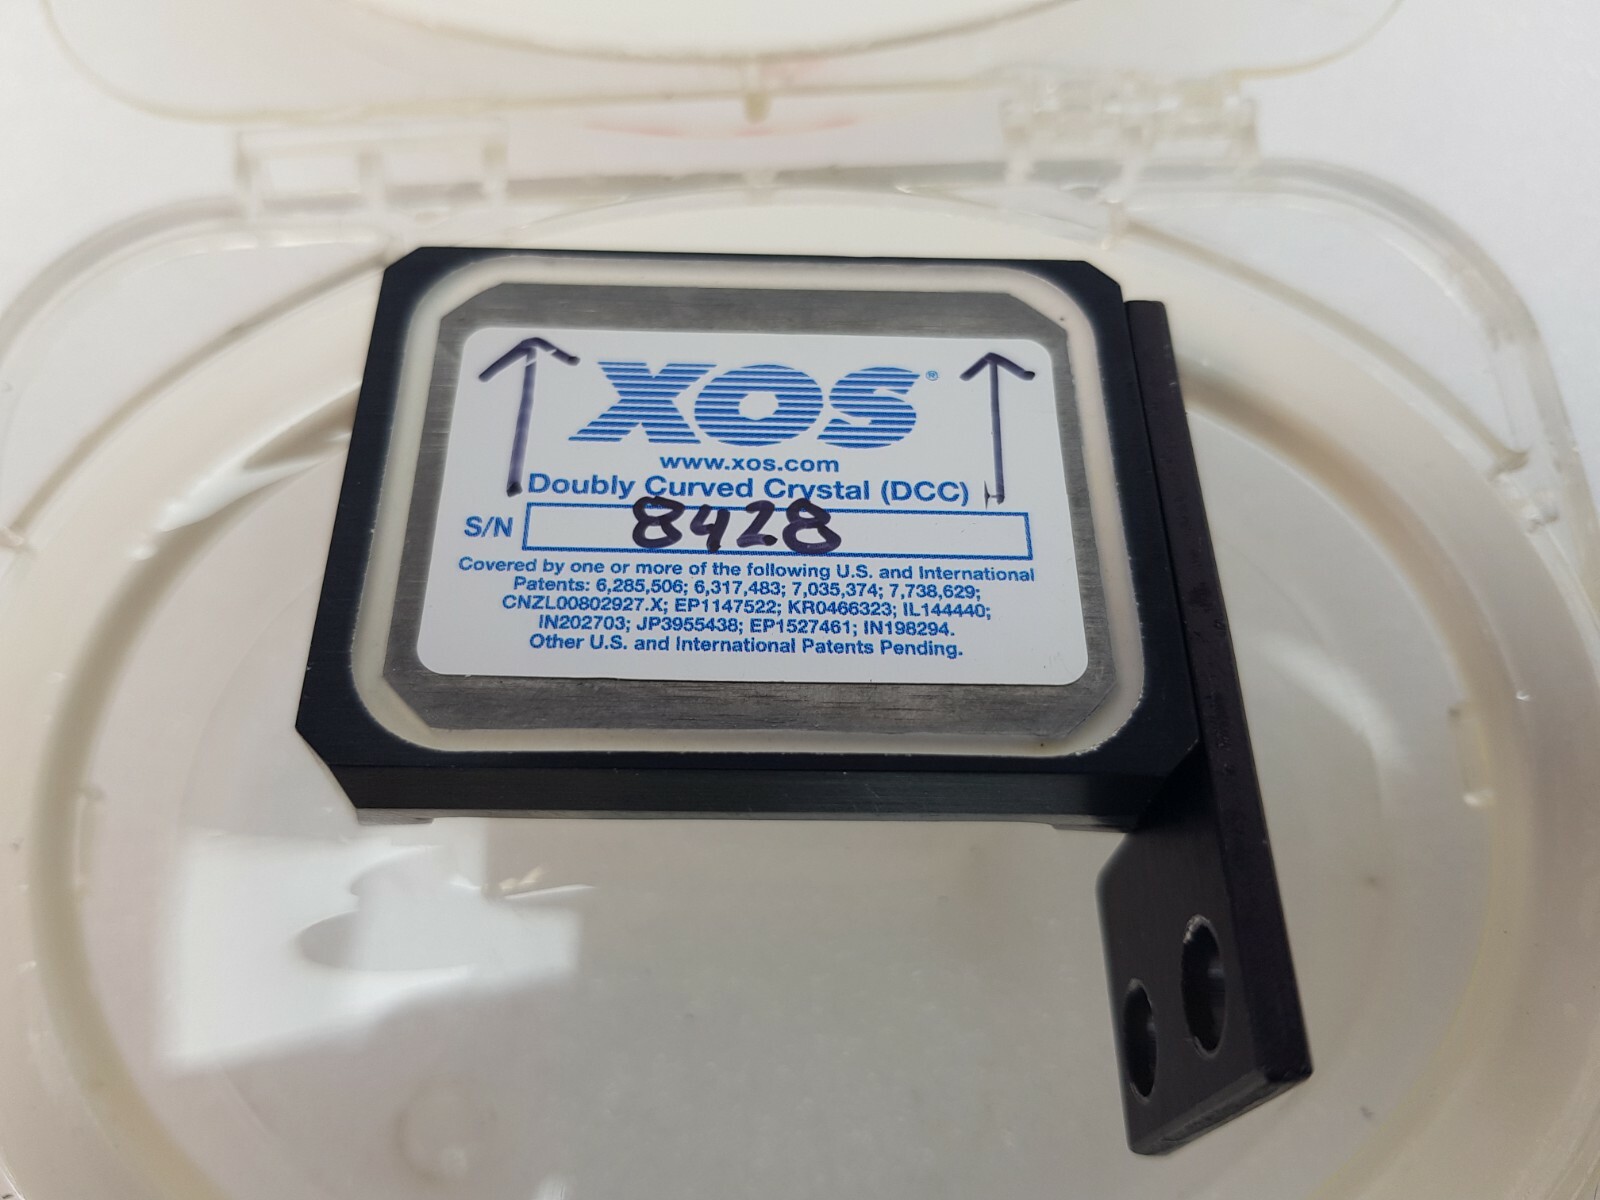 XOS®
www.xos.com
Doubly Curved Crystal (DCC)
S/N 8428
Covered by one or more of the following U.S. and International
Patents: 6,285,506; 6,317,483; 7,035,374; 7,738,629;
CNZL00802927.X; EP1147522; KR0466323; IL144440;
IN202703; JP3955438; EP1527461; IN198294.
Other U.S. and International Patents Pending.